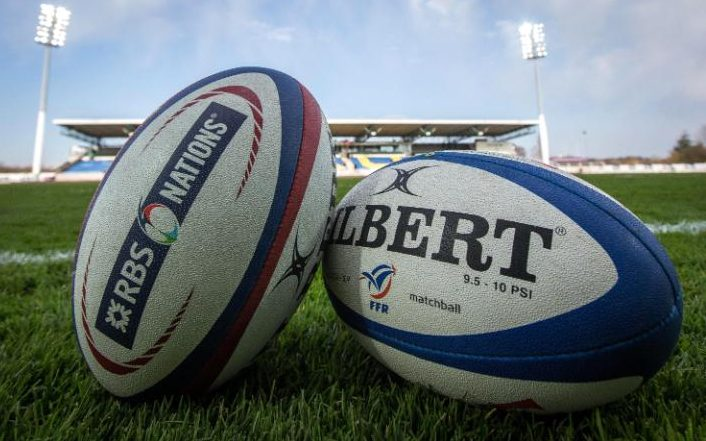 RBS NATIONS
ILBERT®
9.5 - 10 PSI
FFR
matchball